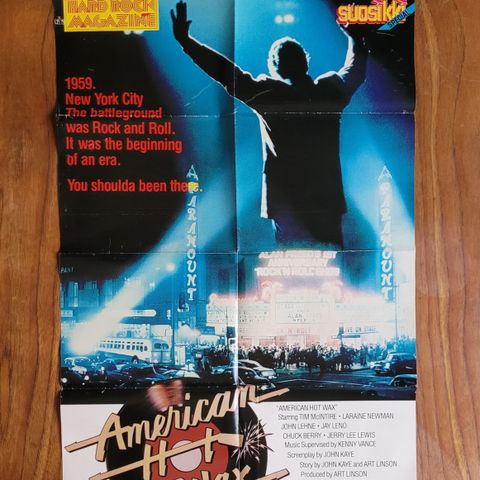 HARD ROCK
MAGAZINE
SUOSIKKI
1959.
New York City
The battleground
was Rock and Roll.
It was the beginning
of an era.
You shoulda been there.
PARAMOUNT
PARAMOUNT
ALAN FREED'S 1ST
ROCK 'N ROLL SHOW
ALAN
American
Hot
Wax
"AMERICAN HOT WAX"
Starring TIM McINTIRE • LARAINE NEWMAN
JOHN LEHNE • JAY LENO
CHUCK BERRY • JERRY LEE LEWIS
Music Supervised by KENNY VANCE
Screenplay by JOHN KAYE
Story by JOHN KAYE and ART LINSON
Produced by ART LINSON